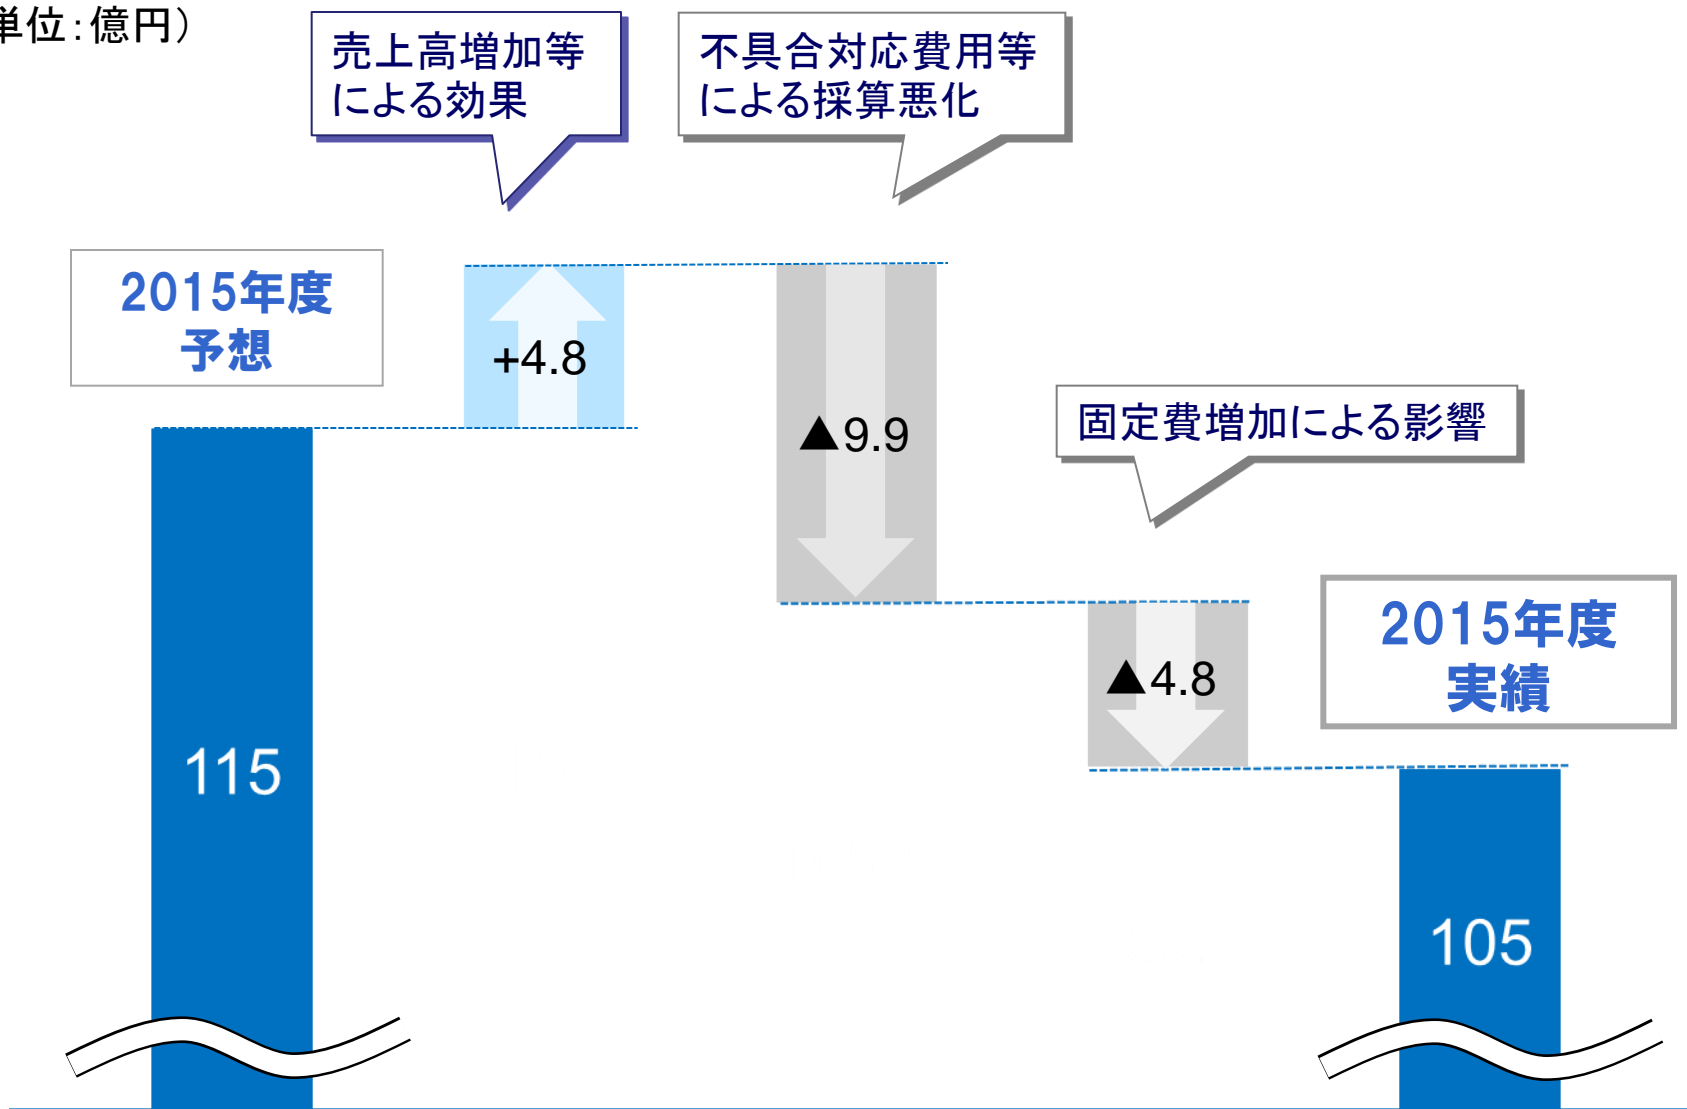 単位：億円）
売上高増加等
による効果
不具合対応費用等
による採算悪化
2015年度
予想
+4.8
▲9.9
固定費増加による影響
▲4.8
2015年度
実績
115
105